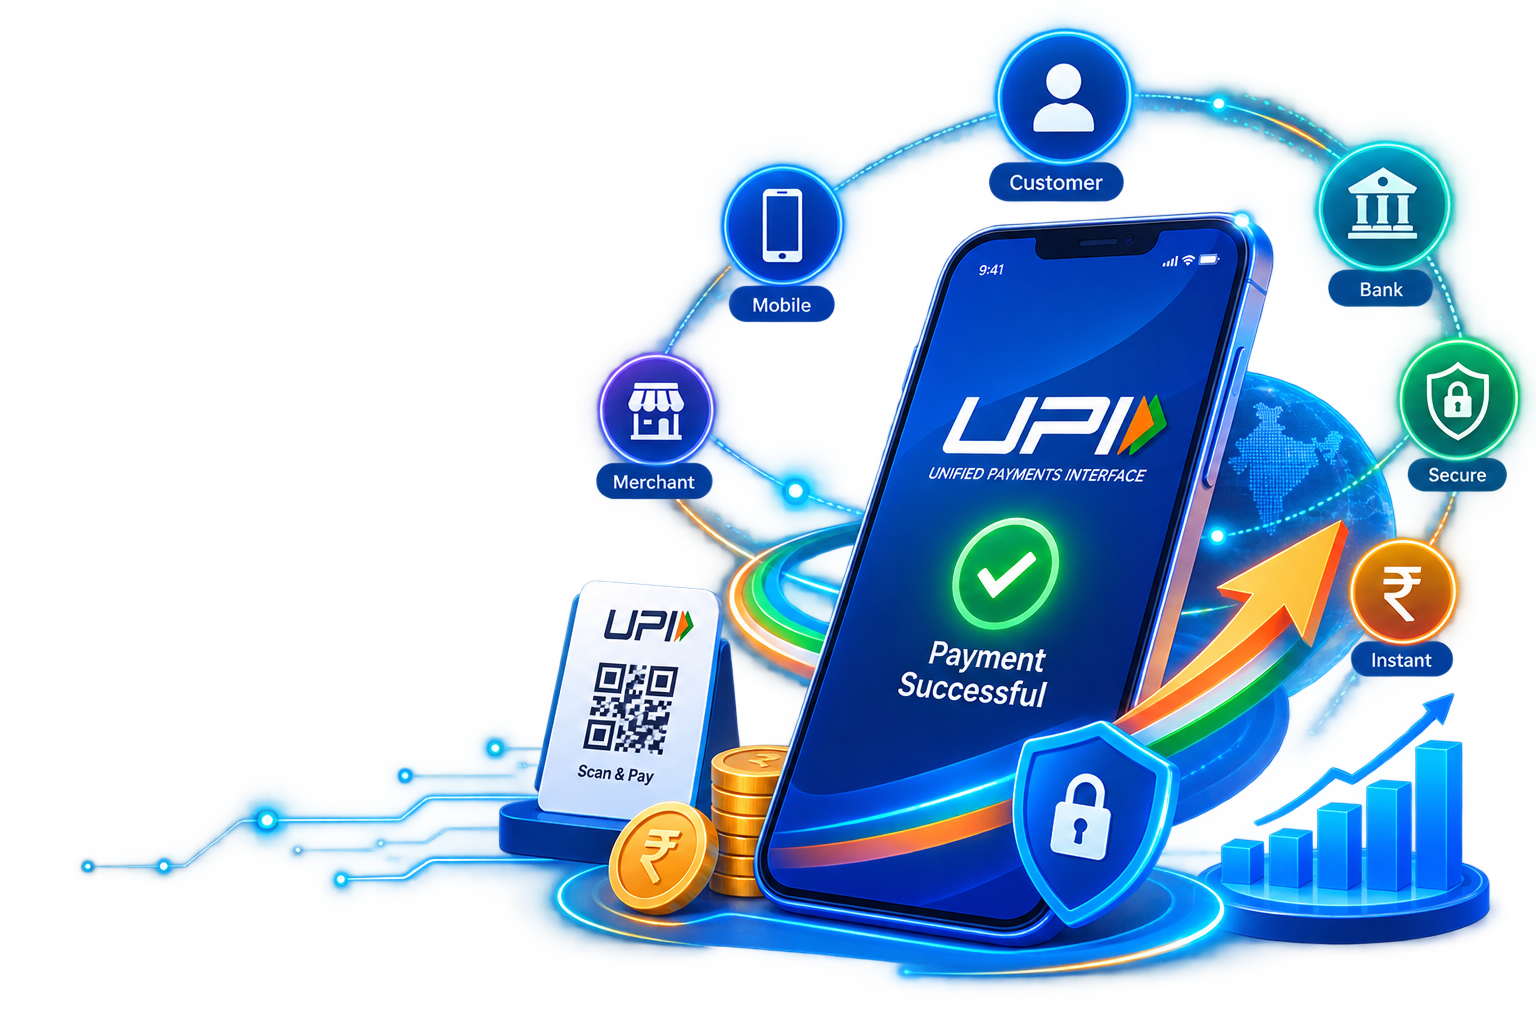 Customer
Mobile
Bank
Merchant
Secure
Instant
9:41
UPI
UNIFIED PAYMENTS INTERFACE
Payment
Successful
UPI
Scan & Pay
₹
₹